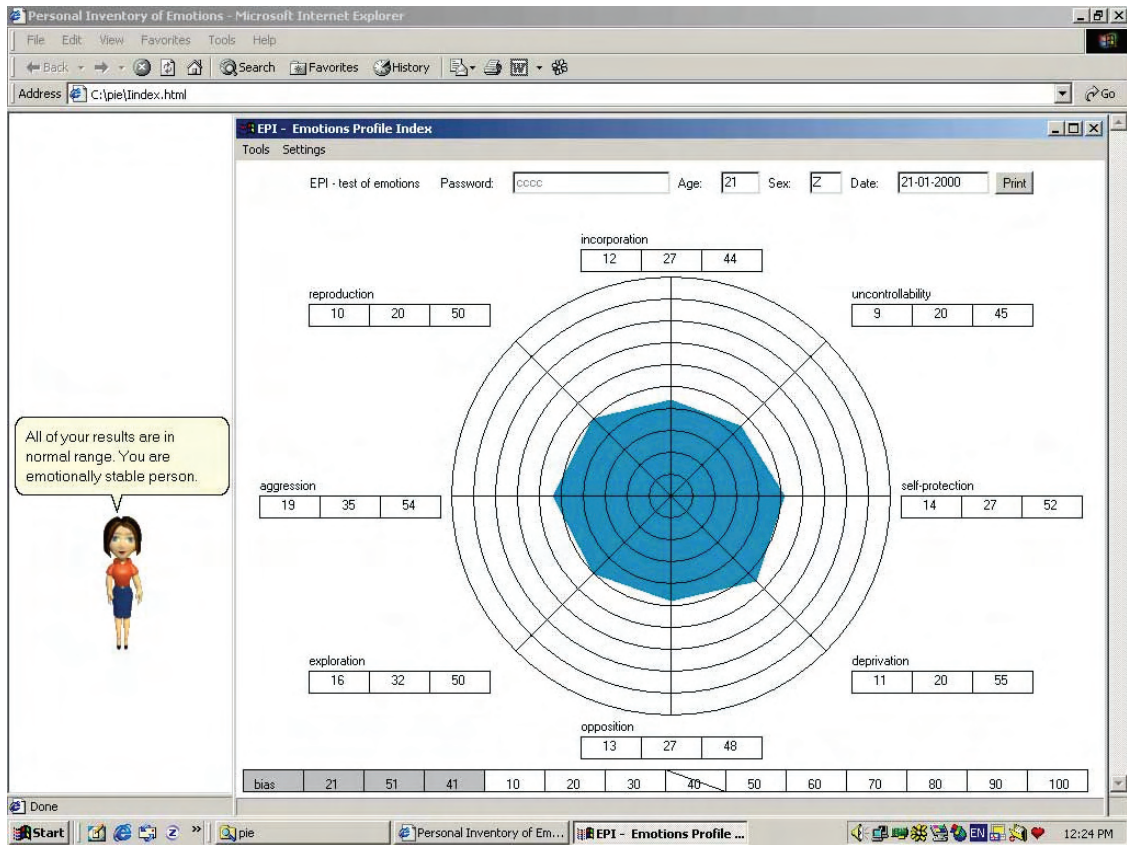 Personal Inventory of Emotions - Microsoft Internet Explorer
File Edit View Favorites Tools Help
Back Search Favorites History
Address C:\pie\Iindex.html Go
EPI - Emotions Profile Index
Tools Settings
EPI - test of emotions Password: cccc Age: 21 Sex: Z Date: 21-01-2000 Print
incorporation
12 27 44
reproduction
10 20 50
uncontrollability
9 20 45
All of your results are in
normal range. You are
emotionally stable person.
aggression
19 35 54
self-protection
14 27 52
exploration
16 32 50
deprivation
11 20 55
opposition
13 27 48
bias 21 51 41 10 20 30 40 50 60 70 80 90 100
Done
Start pie Personal Inventory of Em... EPI - Emotions Profile ... EN 12:24 PM